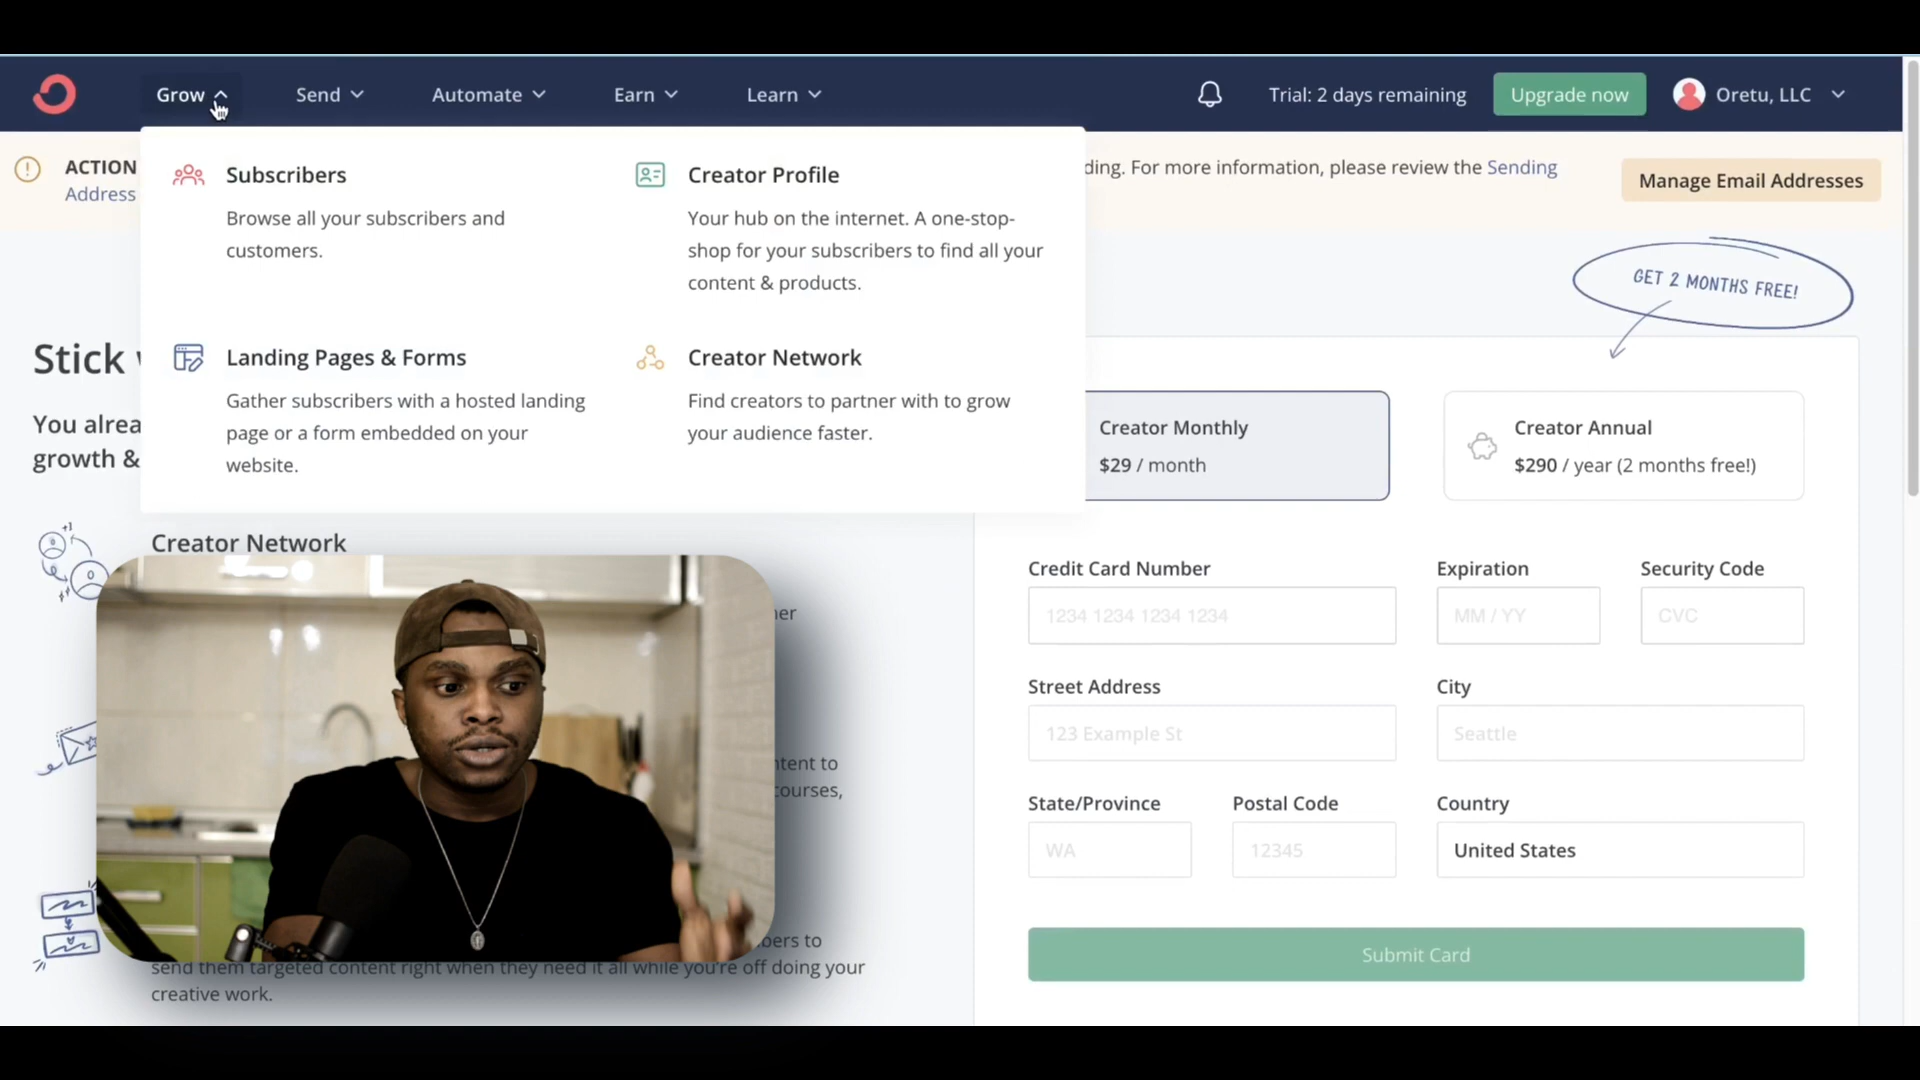 Grow
Send
Automate
Earn
Learn
Trial: 2 days remaining
Upgrade now
Oretu, LLC
ACTION
Address
ding. For more information, please review the Sending
Manage Email Addresses
Subscribers
Browse all your subscribers and
customers.
Creator Profile
Your hub on the internet. A one-stop-
shop for your subscribers to find all your
content & products.
Landing Pages & Forms
Gather subscribers with a hosted landing
page or a form embedded on your
website.
Creator Network
Find creators to partner with to grow
your audience faster.
GET 2 MONTHS FREE!
Stick
You alrea
growth &
Creator Monthly
$29 / month
Creator Annual
$290 / year (2 months free!)
Creator Network
+1
Credit Card Number
1234 1234 1234 1234
Expiration
MM / YY
Security Code
CVC
Street Address
123 Example St
City
Seattle
State/Province
WA
Postal Code
12345
Country
United States
Submit Card
her
ntent to
courses,
bers to
send them targeted content right when they need it all while you're off doing your
creative work.